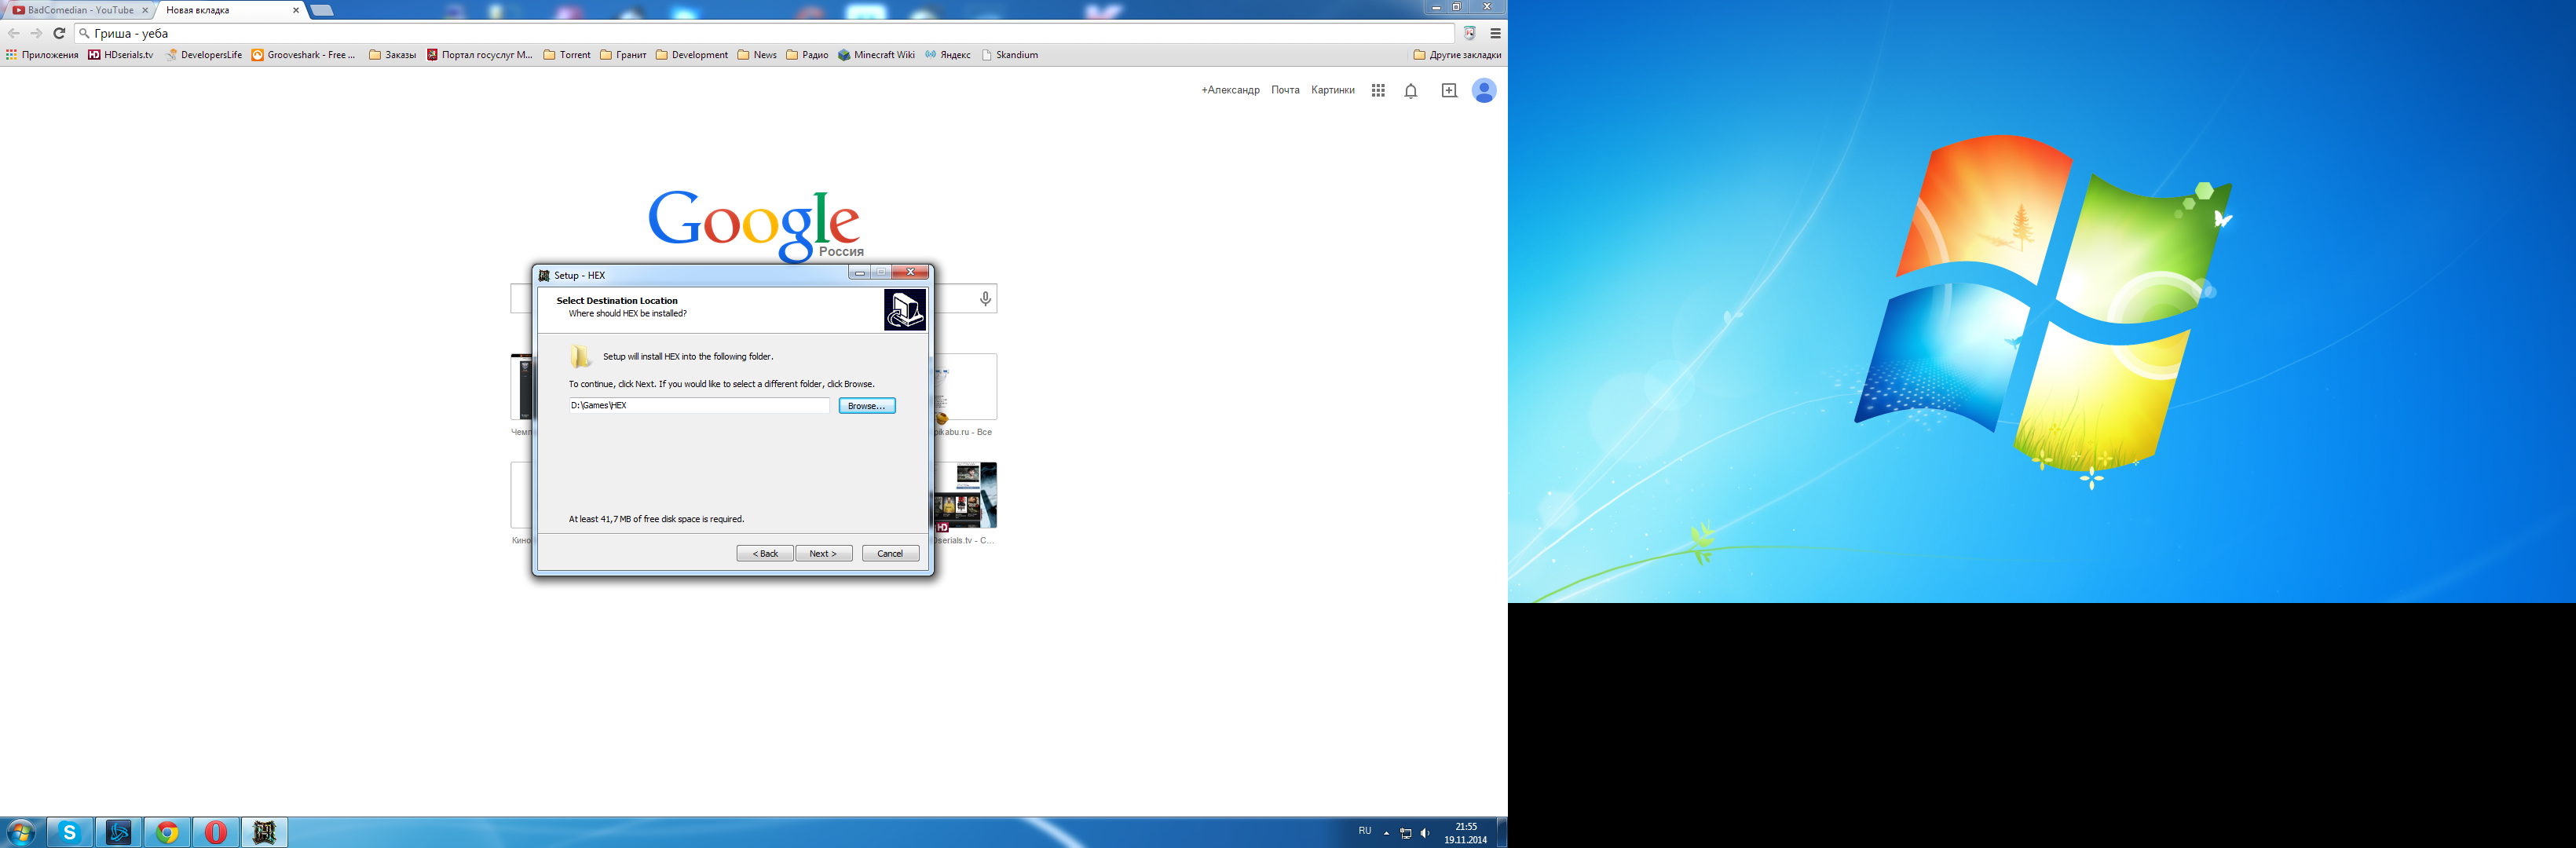 BadComedian - YouTube
Новая вкладка
Гриша - уеба
Приложения HDserials.tv DevelopersLife Grooveshark - Free ... Заказы Портал госуслуг М... Torrent Гранит Development News Радио Minecraft Wiki Яндекс Skandium Другие закладки
+Александр Почта Картинки
Google
Россия
Setup - HEX
Select Destination Location
Where should HEX be installed?
Setup will install HEX into the following folder.
To continue, click Next. If you would like to select a different folder, click Browse.
D:\Games\HEX
Browse...
At least 41,7 MB of free disk space is required.
< Back Next > Cancel
pikabu.ru - Все
HD
Dserials.tv - С...
RU
21:55
19.11.2014